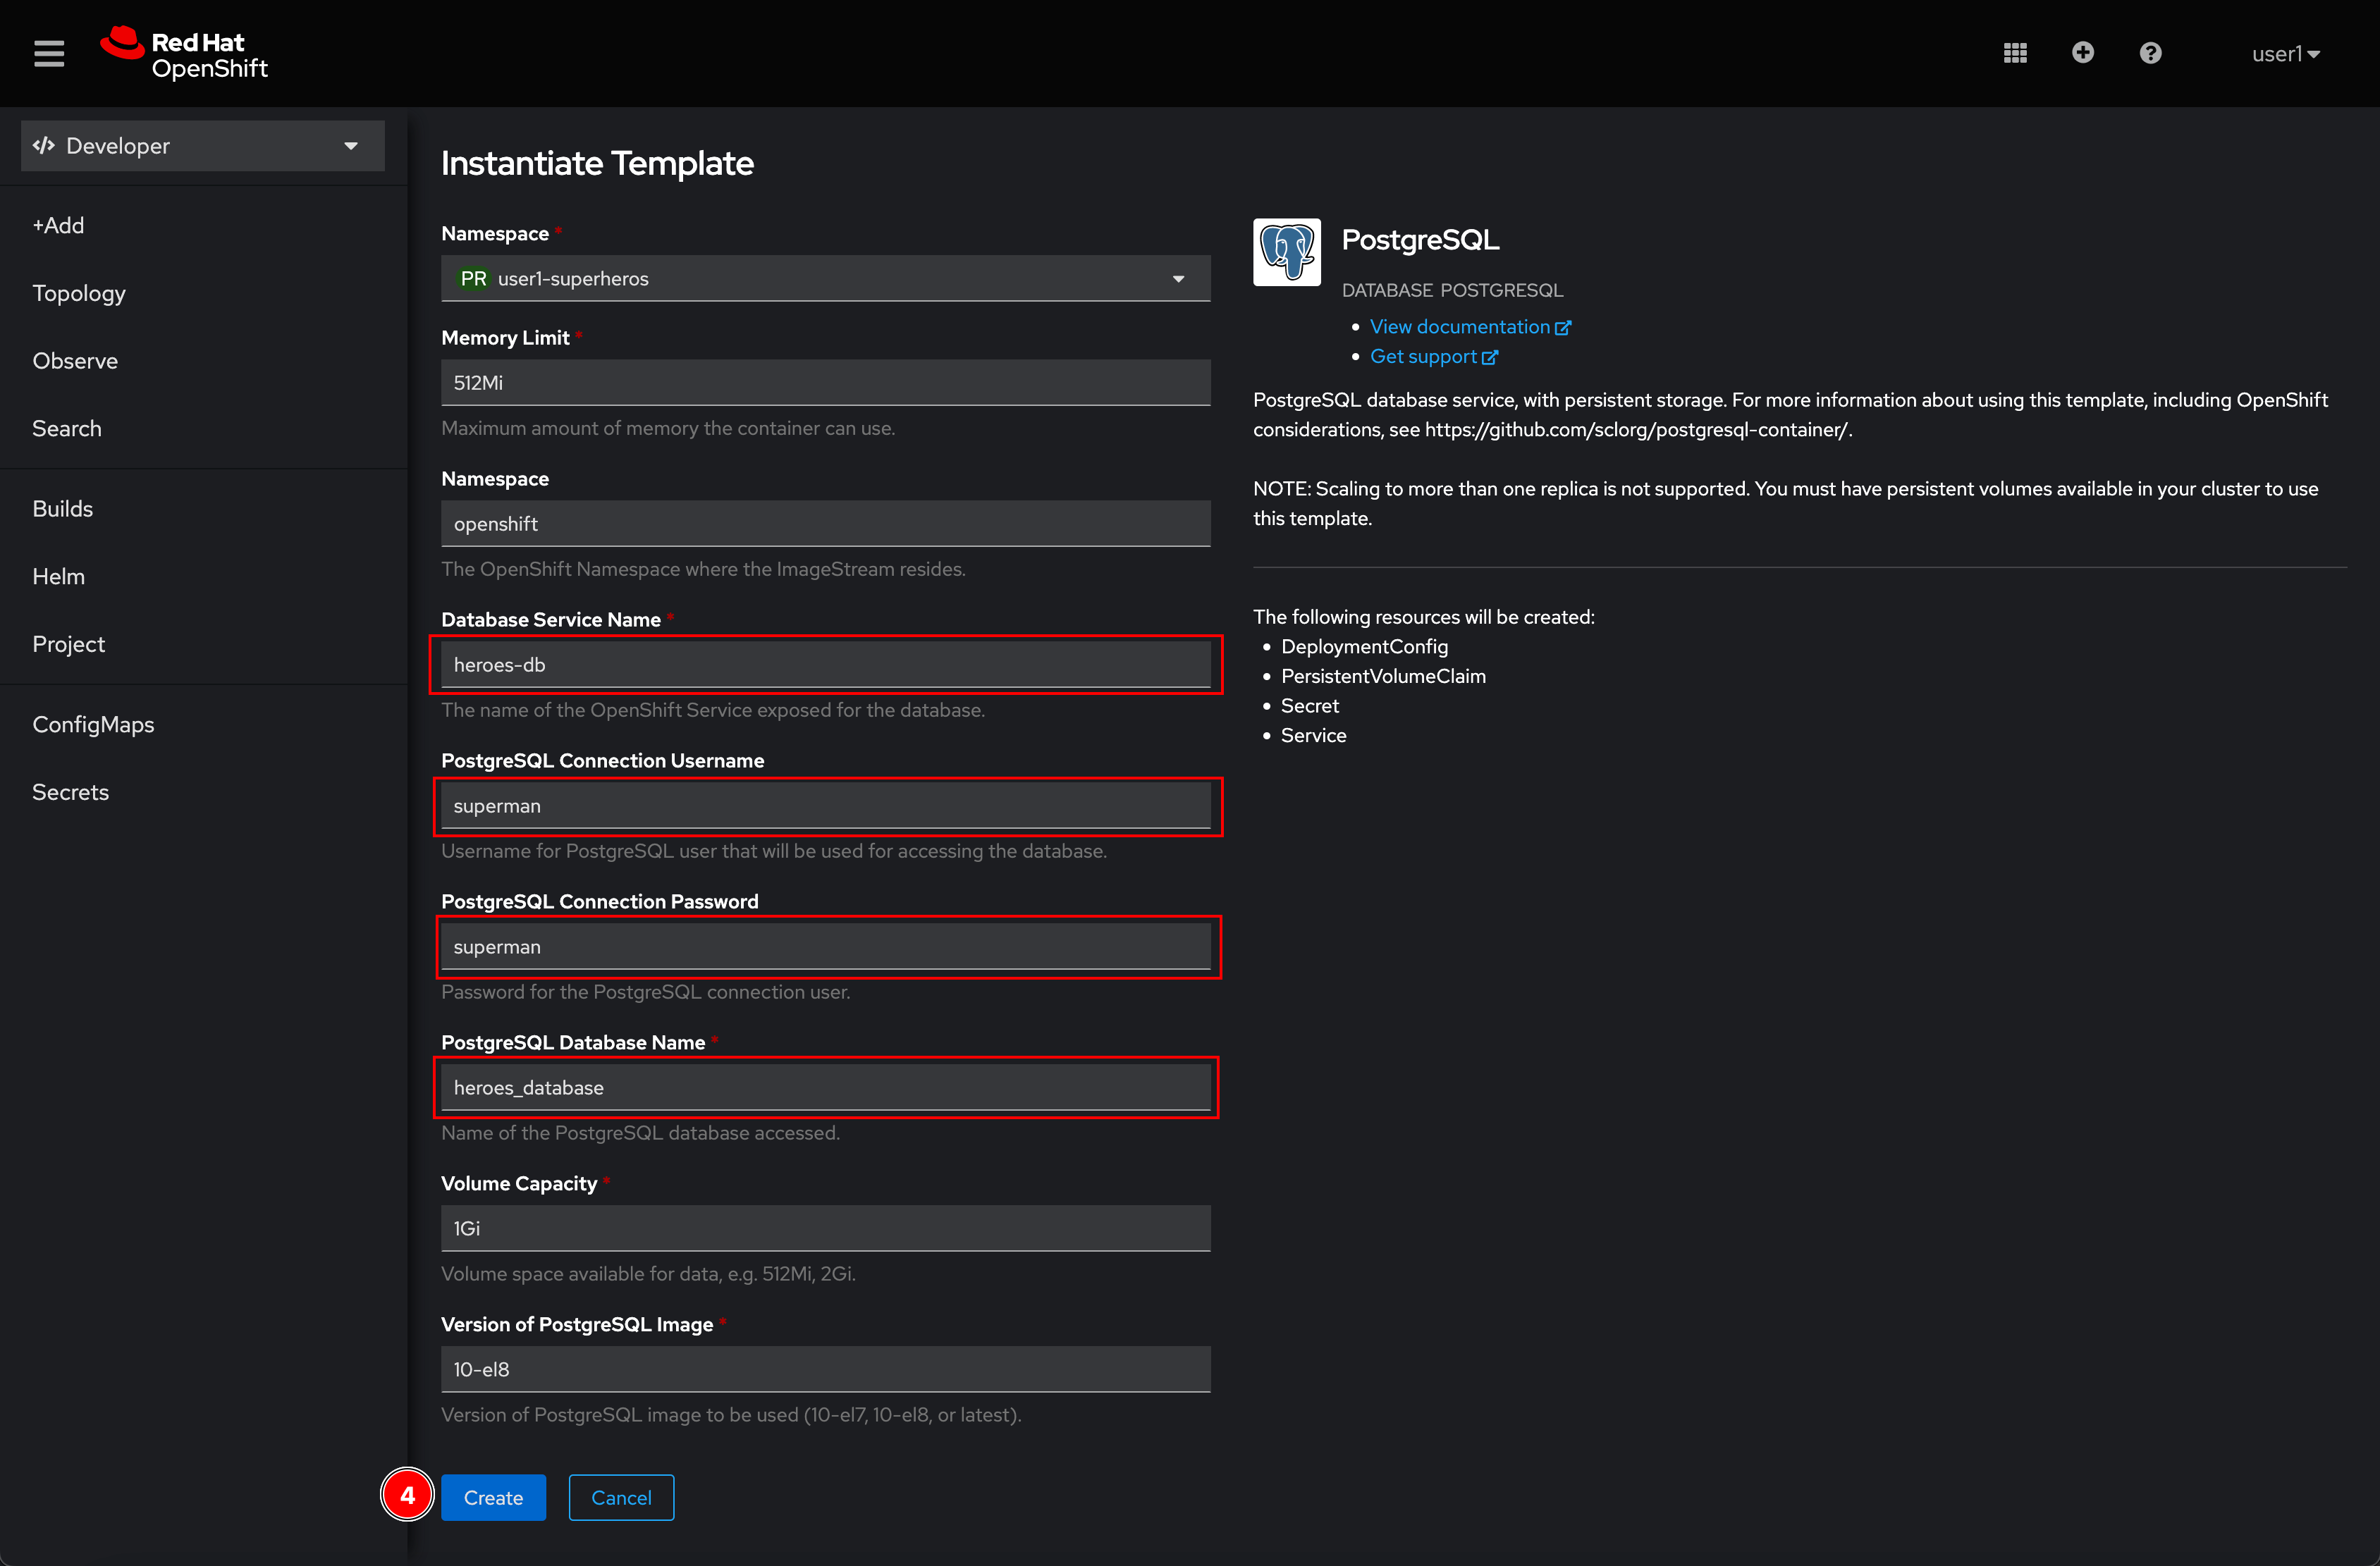 Red Hat
OpenShift
user1
Developer
+Add
Topology
Observe
Search
Builds
Helm
Project
ConfigMaps
Secrets
Instantiate Template
Namespace *
PR user1-superheros
Memory Limit *
512Mi
Maximum amount of memory the container can use.
Namespace
openshift
The OpenShift Namespace where the ImageStream resides.
Database Service Name *
heroes-db
The name of the OpenShift Service exposed for the database.
PostgreSQL Connection Username
superman
Username for PostgreSQL user that will be used for accessing the database.
PostgreSQL Connection Password
superman
Password for the PostgreSQL connection user.
PostgreSQL Database Name *
heroes_database
Name of the PostgreSQL database accessed.
Volume Capacity *
1Gi
Volume space available for data, e.g. 512Mi, 2Gi.
Version of PostgreSQL Image *
10-el8
Version of PostgreSQL image to be used (10-el7, 10-el8, or latest).
4
Create
Cancel
PostgreSQL
DATABASE POSTGRESQL
• View documentation
• Get support
PostgreSQL database service, with persistent storage. For more information about using this template, including OpenShift
considerations, see https://github.com/sclorg/postgresql-container/.
NOTE: Scaling to more than one replica is not supported. You must have persistent volumes available in your cluster to use
this template.
The following resources will be created:
• DeploymentConfig
• PersistentVolumeClaim
• Secret
• Service